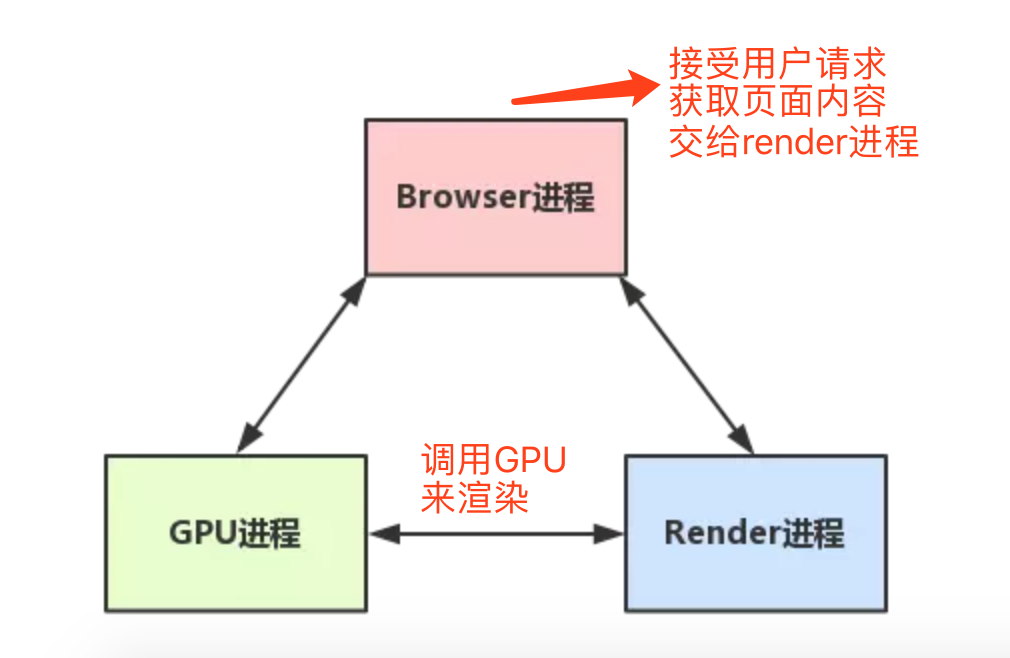 接受用户请求
获取页面内容
交给render进程
Browser进程
调用GPU
来渲染
GPU进程
Render进程